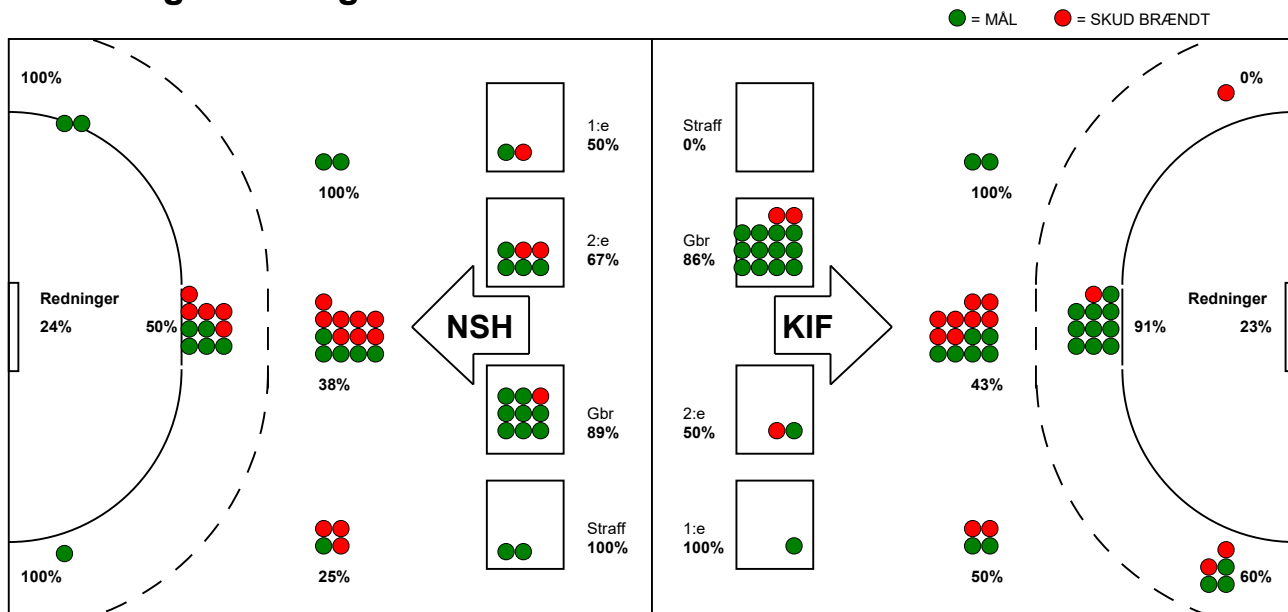 = MÅL
= SKUD BRÆNDT
100%
1:e
50%
100%
2:e
67%
Redninger
24%
50%
NSH
38%
Gbr
89%
Straff
100%
100%
25%
Straff
0%
0%
100%
Gbr
86%
KIF
Redninger
23%
91%
43%
2:e
50%
1:e
100%
50%
60%